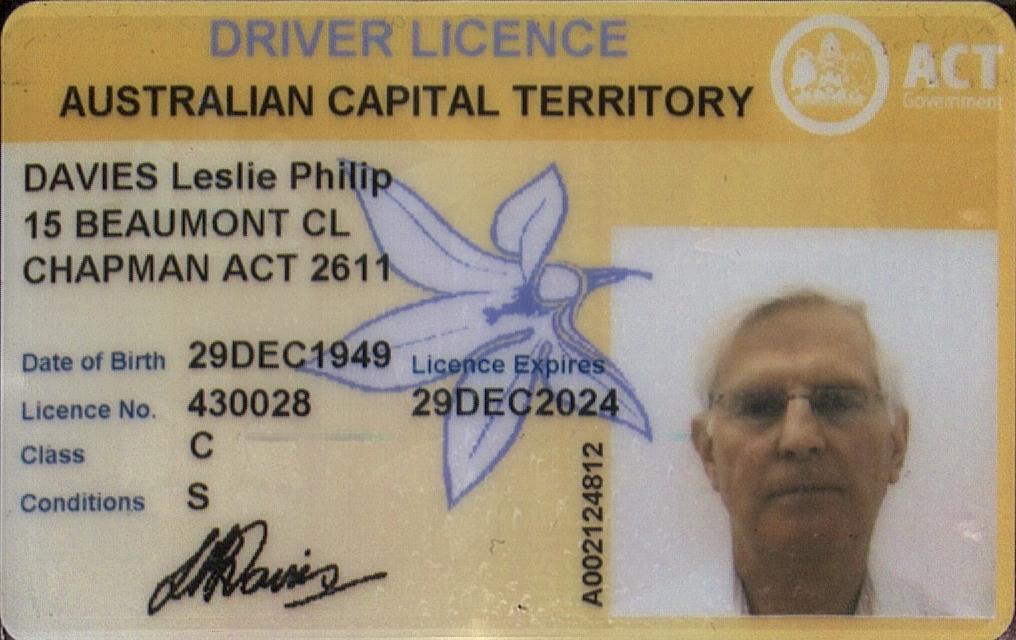 DRIVER LICENCE
AUSTRALIAN CAPITAL TERRITORY
ACT
Government
DAVIES Leslie Philip
15 BEAUMONT CL
CHAPMAN ACT 2611
Date of Birth 29DEC1949
Licence Expires
Licence No. 430028
29DEC2024
Class C
Conditions S
A002124812